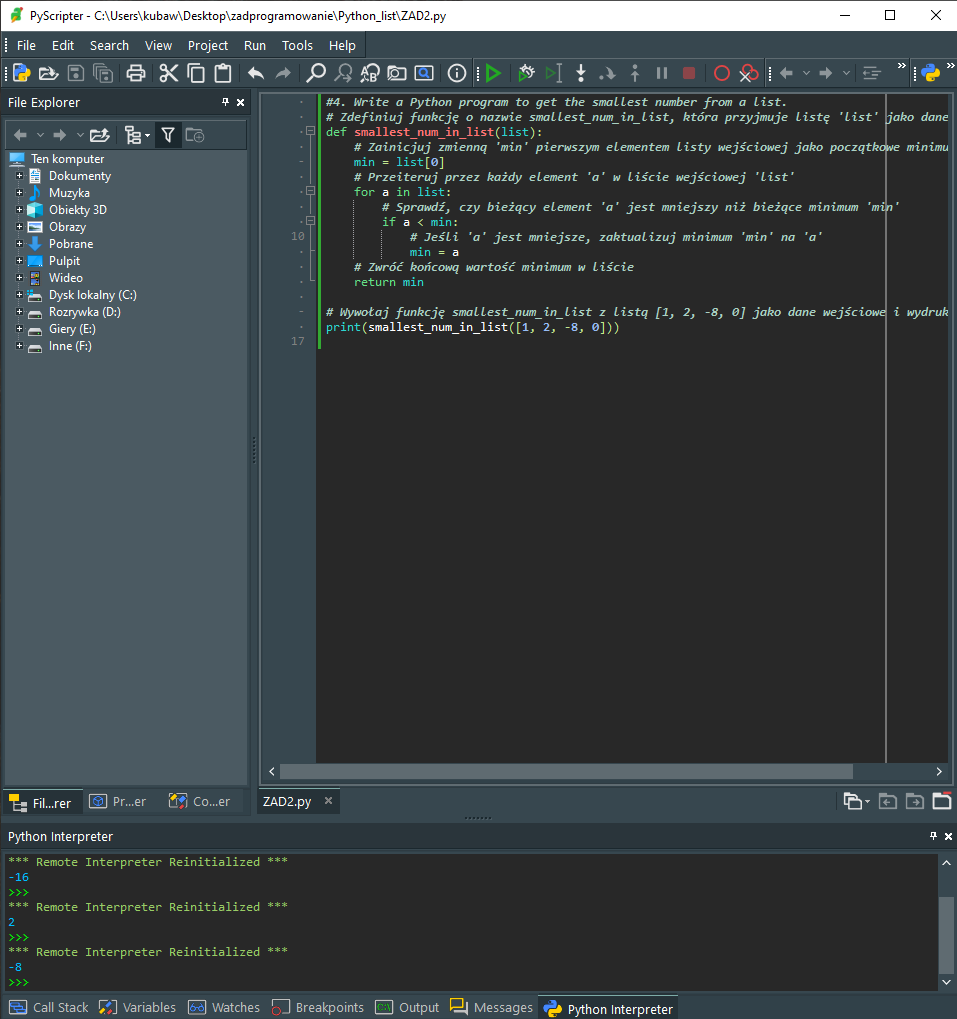 PyScripter - C:\Users\kubaw\Desktop\zadprogramowanie\Python_list\ZAD2.py
File Edit Search View Project Run Tools Help
File Explorer
Ten komputer
Dokumenty
Muzyka
Obiekty 3D
Obrazy
Pobrane
Pulpit
Wideo
Dysk lokalny (C:)
Rozrywka (D:)
Giery (E:)
Inne (F:)
Fil...rer Pr...er Co...er
#4. Write a Python program to get the smallest number from a list.
# Zdefiniuj funkcję o nazwie smallest_num_in_list, która przyjmuje listę 'list' jako dane
def smallest_num_in_list(list):
# Zainicjuj zmienną 'min' pierwszym elementem listy wejściowej jako początkowe minimu
min = list[0]
# Przeiteruj przez każdy element 'a' w liście wejściowej 'list'
for a in list:
# Sprawdź, czy bieżący element 'a' jest mniejszy niż bieżące minimum 'min'
10 if a < min:
# Jeśli 'a' jest mniejsze, zaktualizuj minimum 'min' na 'a'
min = a
# Zwróć końcową wartość minimum w liście
return min
# Wywołaj funkcję smallest_num_in_list z listą [1, 2, -8, 0] jako dane wejściowe i wydruk
print(smallest_num_in_list([1, 2, -8, 0]))
17
ZAD2.py
Python Interpreter
*** Remote Interpreter Reinitialized ***
-16
>>>
*** Remote Interpreter Reinitialized ***
2
>>>
*** Remote Interpreter Reinitialized ***
-8
>>>
Call Stack Variables Watches Breakpoints Output Messages Python Interpreter